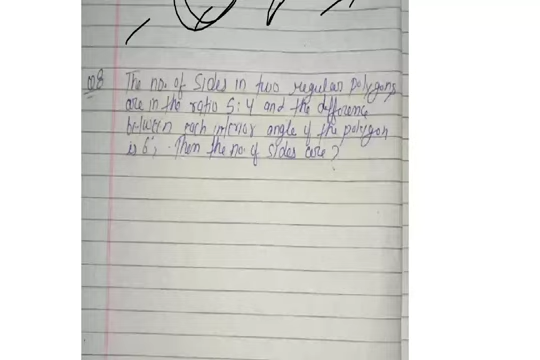 Q8 The no. of sides in two regular polygons
are in the ratio 5:4 and the difference
between each interior angle of the polygon
is 6°, Then the no. of sides are?